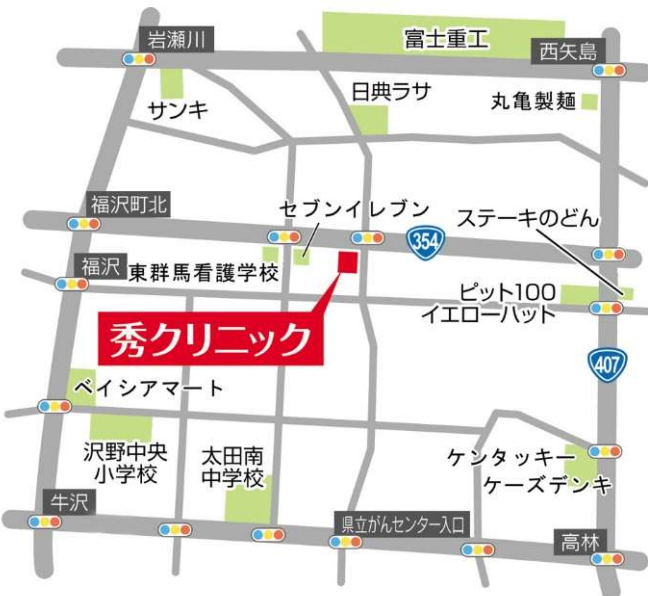 岩瀬川
富士重工
西矢島
サンキ
日典ラサ
丸亀製麺
福沢町北
セブンイレブン
ステーキのどん
354
福沢
東群馬看護学校
ピット100
イエローハット
秀クリニック
407
ベイシアマート
沢野中央
小学校
太田南
中学校
ケンタッキー
ケーズデンキ
牛沢
県立がんセンター入口
高林